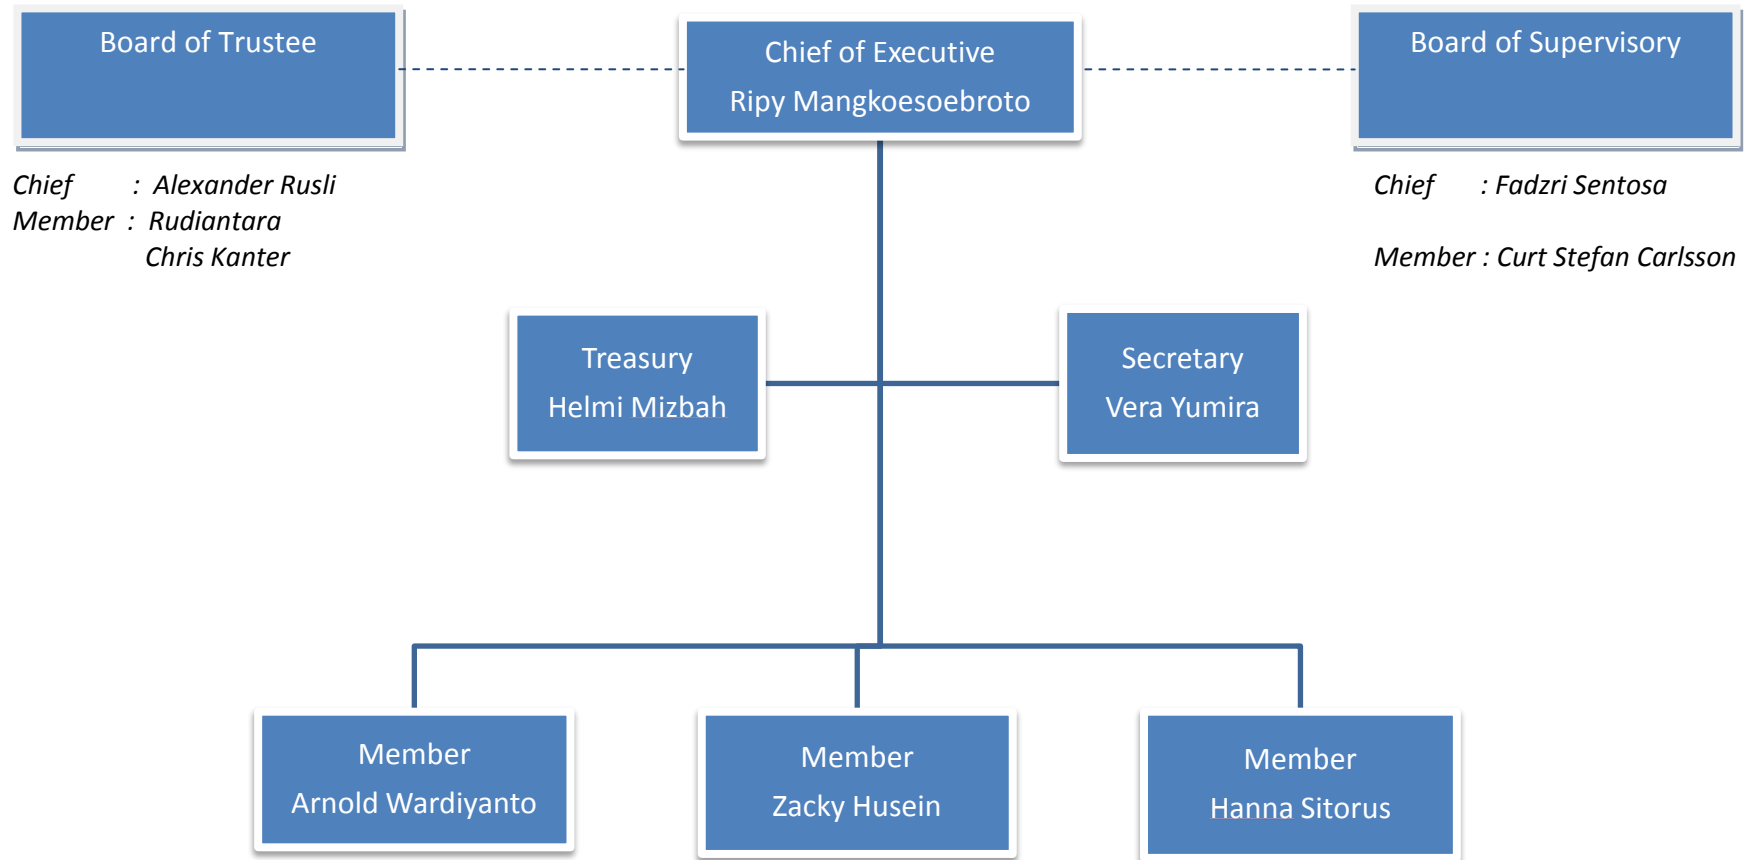 Board of Trustee
Chief of Executive
Ripy Mangkoesoebroto
Board of Supervisory
Chief : Alexander Rusli
Member : Rudiantara
Chris Kanter
Chief : Fadzri Sentosa
Member : Curt Stefan Carlsson
Treasury
Helmi Mizbah
Secretary
Vera Yumira
Member
Arnold Wardiyanto
Member
Zacky Husein
Member
Hanna Sitorus